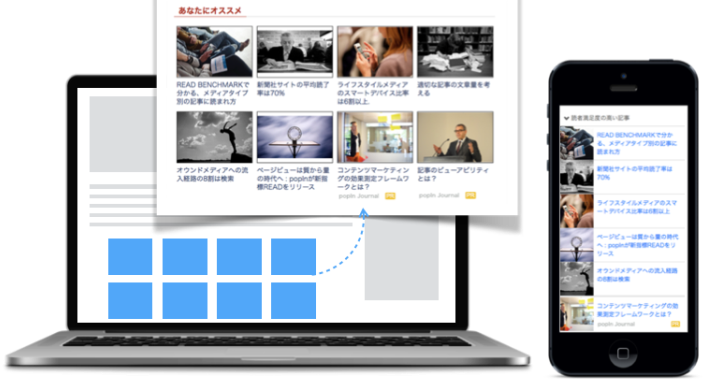 あなたにオススメ
READ BENCHMARKで
分かる、メディアタイプ
別の記事に読まれ方
新聞社サイトの平均読了
率は70%
ライフスタイルメディア
のスマートデバイス比率
は6割以上
適切な記事の文章量を考
える
オウンドメディアへの流
入経路の8割は検索
ページビューは質から量
の時代へ:popInが新指
標READをリリース
コンテンツマーケティン
グの効果測定フレームワ
ークとは?
popIn Journal PR
記事のビューアビリティ
とは?
popIn Journal PR
読者満足度の高い記事
READ BENCHMARKで分か
る、メディアタイプ別の記事
に読まれ方
新聞社サイトの平均読了率は
70%
ライフスタイルメディアのスマ
ートデバイス比率は6割以上
ページビューは質から量の時代
へ:popInが新指標READをリ
リース
オウンドメディアへの流入経路
の8割は検索
コンテンツマーケティングの効
果測定フレームワークとは?
popIn Journal PR